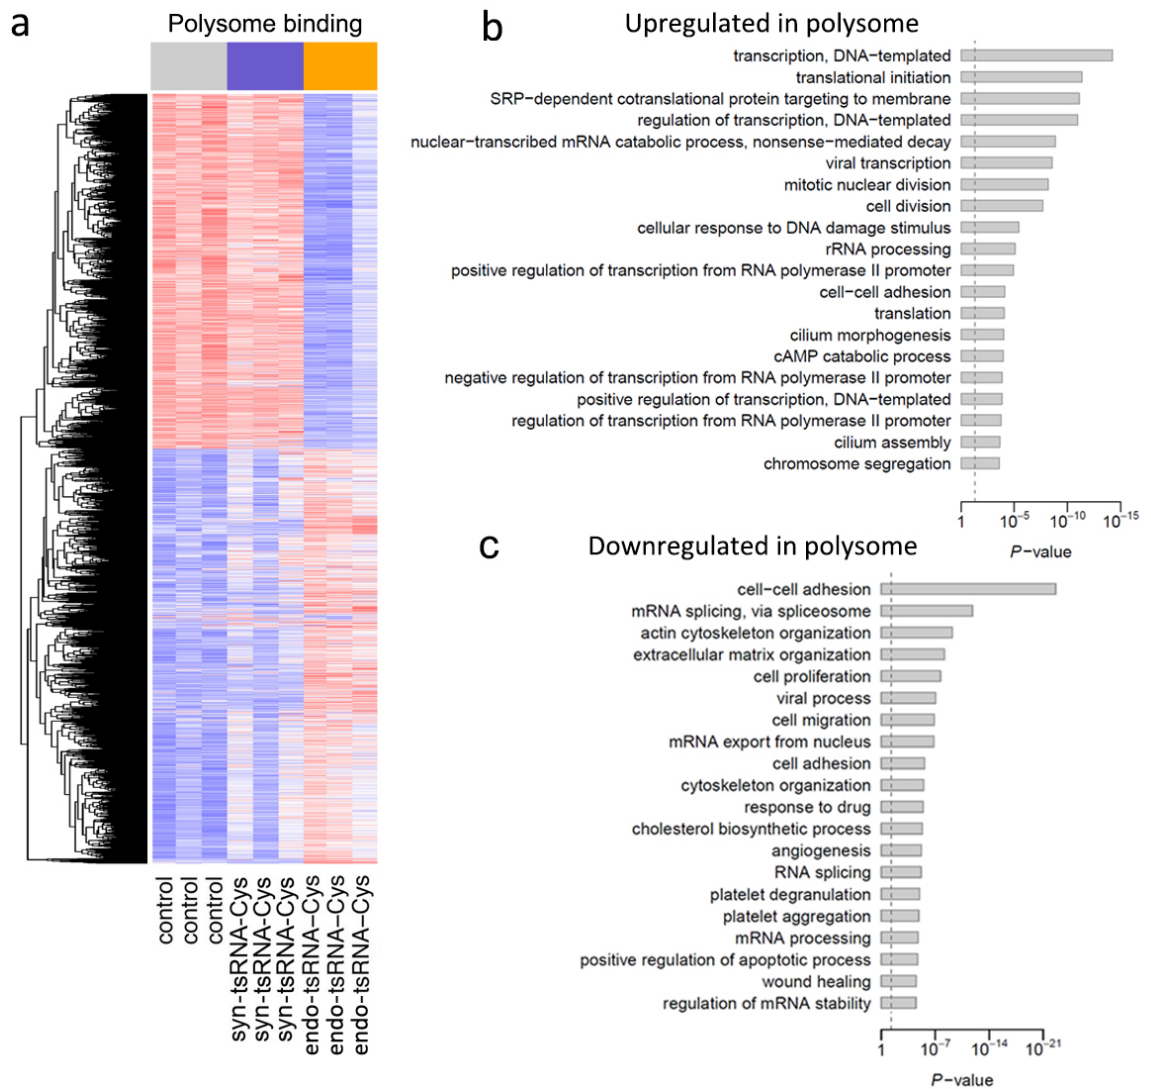 a
Polysome binding
control
control
control
syn-tsRNA-Cys
syn-tsRNA-Cys
syn-tsRNA-Cys
endo-tsRNA-Cys
endo-tsRNA-Cys
endo-tsRNA-Cys
b
Upregulated in polysome
transcription, DNA-templated
translational initiation
SRP-dependent cotranslational protein targeting to membrane
regulation of transcription, DNA-templated
nuclear-transcribed mRNA catabolic process, nonsense-mediated decay
viral transcription
mitotic nuclear division
cell division
cellular response to DNA damage stimulus
rRNA processing
positive regulation of transcription from RNA polymerase II promoter
cell-cell adhesion
translation
cilium morphogenesis
cAMP catabolic process
negative regulation of transcription from RNA polymerase II promoter
positive regulation of transcription, DNA-templated
regulation of transcription from RNA polymerase II promoter
cilium assembly
chromosome segregation
1 10⁻⁵ 10⁻¹⁰ 10⁻¹⁵
P-value
c
Downregulated in polysome
cell-cell adhesion
mRNA splicing, via spliceosome
actin cytoskeleton organization
extracellular matrix organization
cell proliferation
viral process
cell migration
mRNA export from nucleus
cell adhesion
cytoskeleton organization
response to drug
cholesterol biosynthetic process
angiogenesis
RNA splicing
platelet degranulation
platelet aggregation
mRNA processing
positive regulation of apoptotic process
wound healing
regulation of mRNA stability
1 10⁻⁷ 10⁻¹⁴ 10⁻²¹
P-value